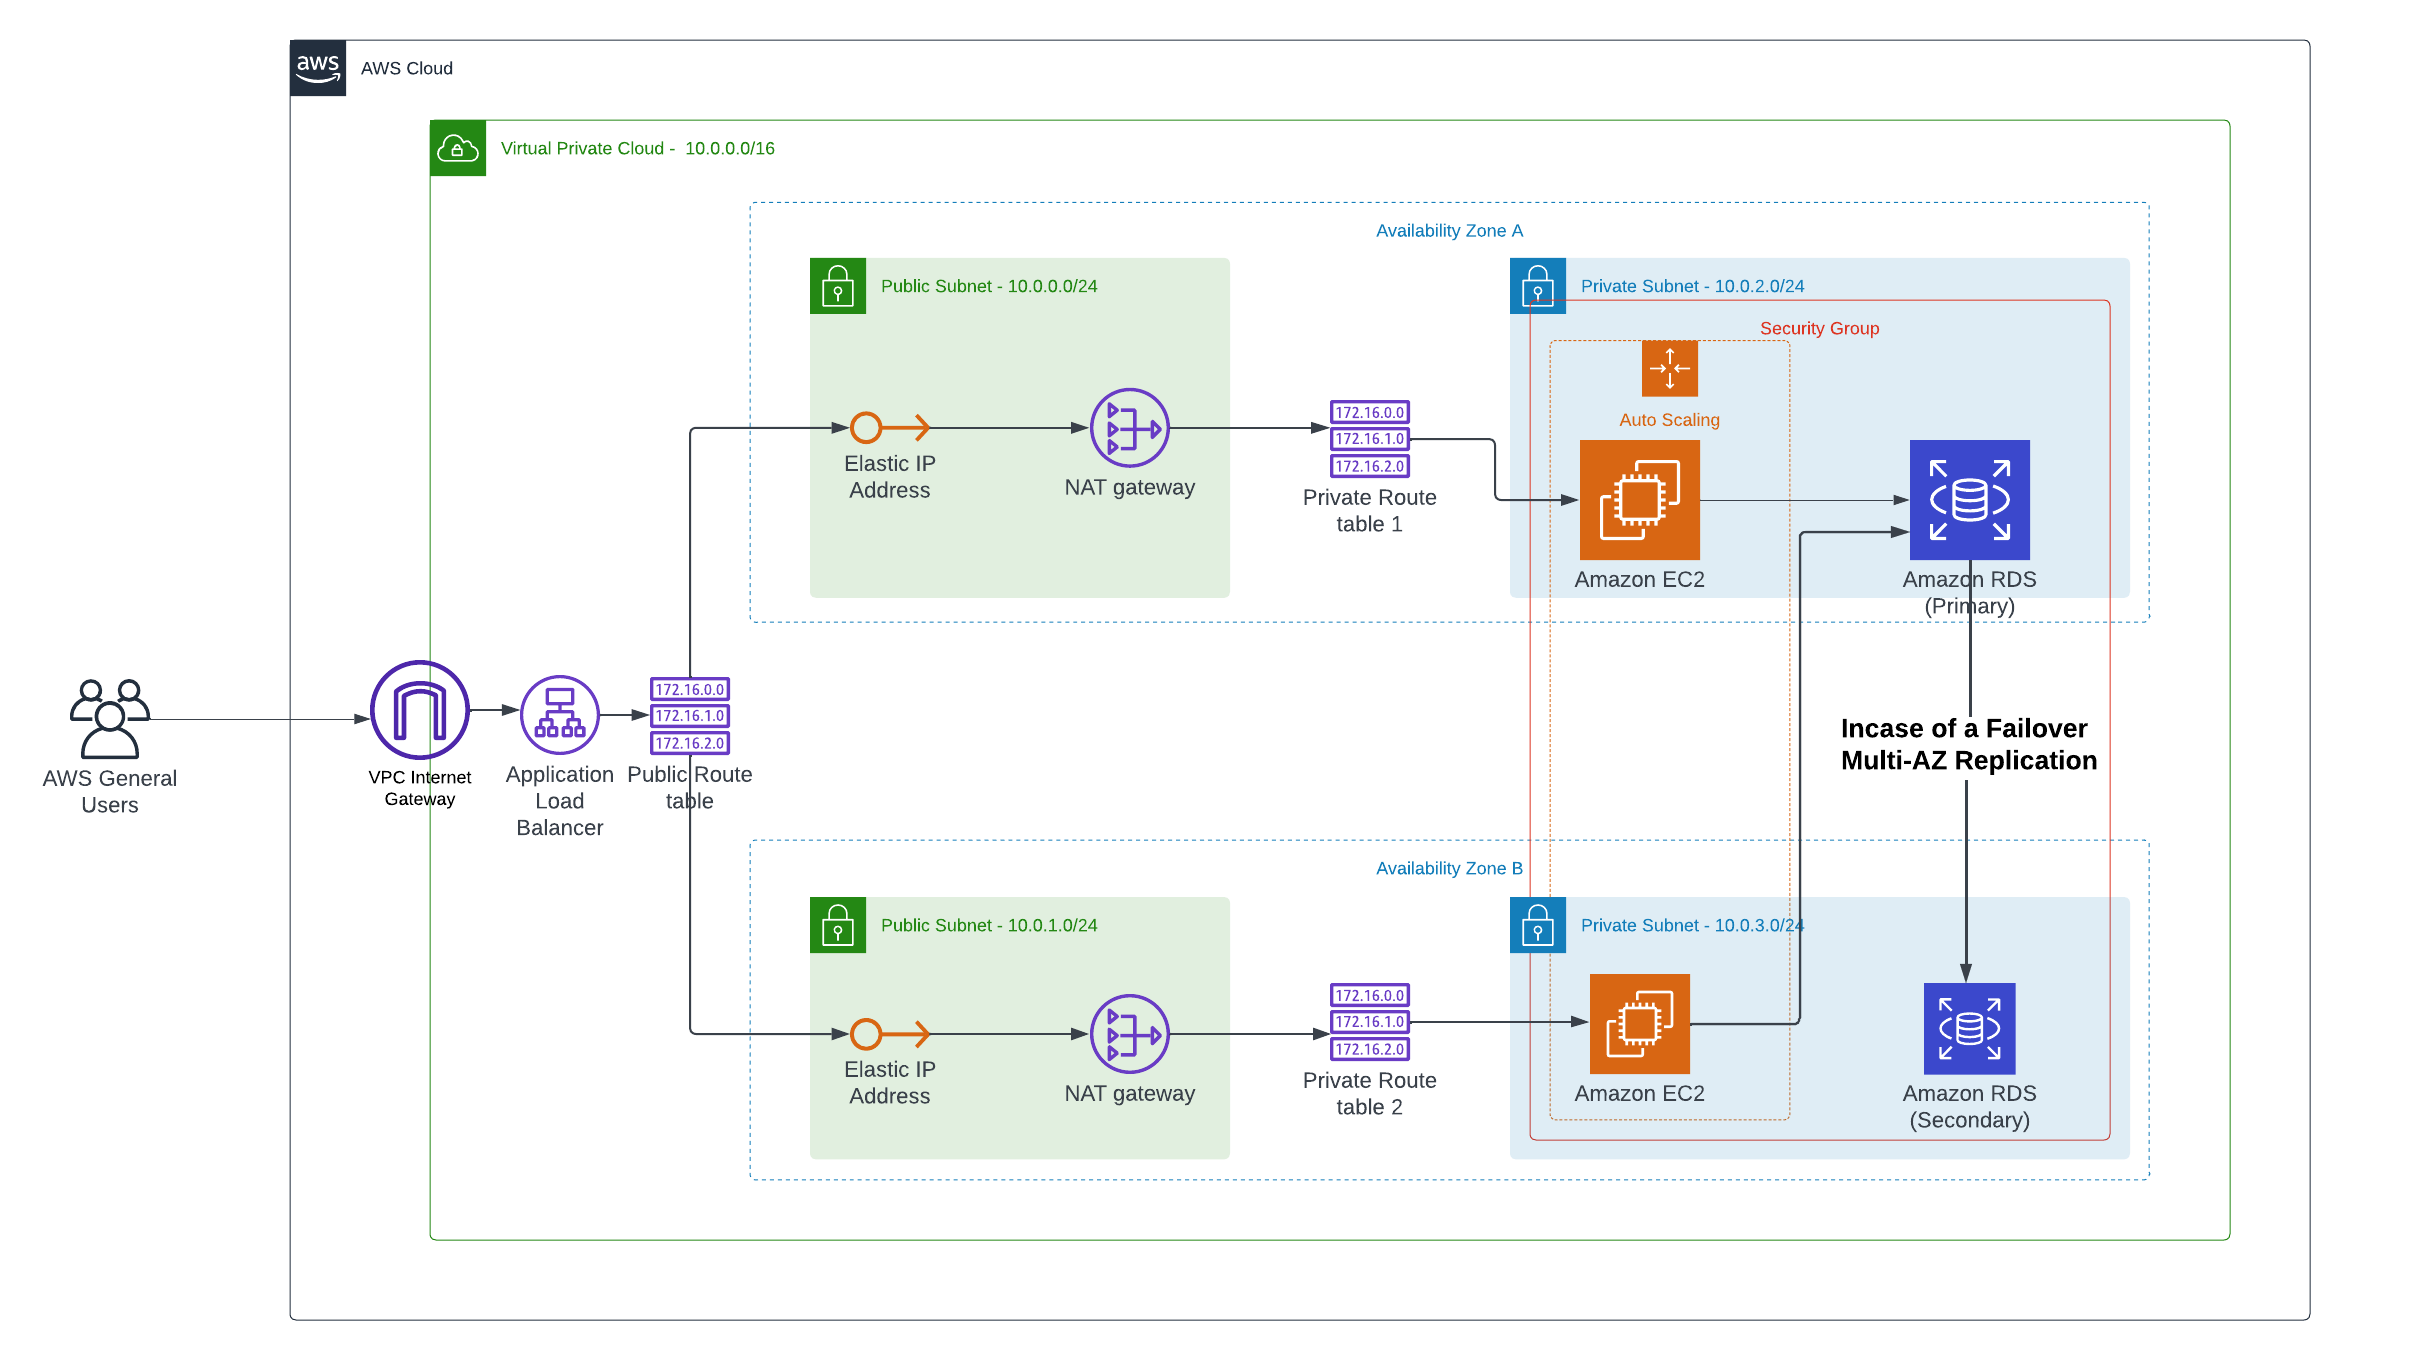 aws
AWS Cloud
Virtual Private Cloud - 10.0.0.0/16
Availability Zone A
Public Subnet - 10.0.0.0/24
Private Subnet - 10.0.2.0/24
Security Group
Auto Scaling
Elastic IP
Address
NAT gateway
172.16.0.0
172.16.1.0
172.16.2.0
Private Route
table 1
Amazon EC2
Amazon RDS
(Primary)
AWS General
Users
VPC Internet
Gateway
Application
Load
Balancer
172.16.0.0
172.16.1.0
172.16.2.0
Public Route
table
Incase of a Failover
Multi-AZ Replication
Availability Zone B
Public Subnet - 10.0.1.0/24
Private Subnet - 10.0.3.0/24
Elastic IP
Address
NAT gateway
172.16.0.0
172.16.1.0
172.16.2.0
Private Route
table 2
Amazon EC2
Amazon RDS
(Secondary)